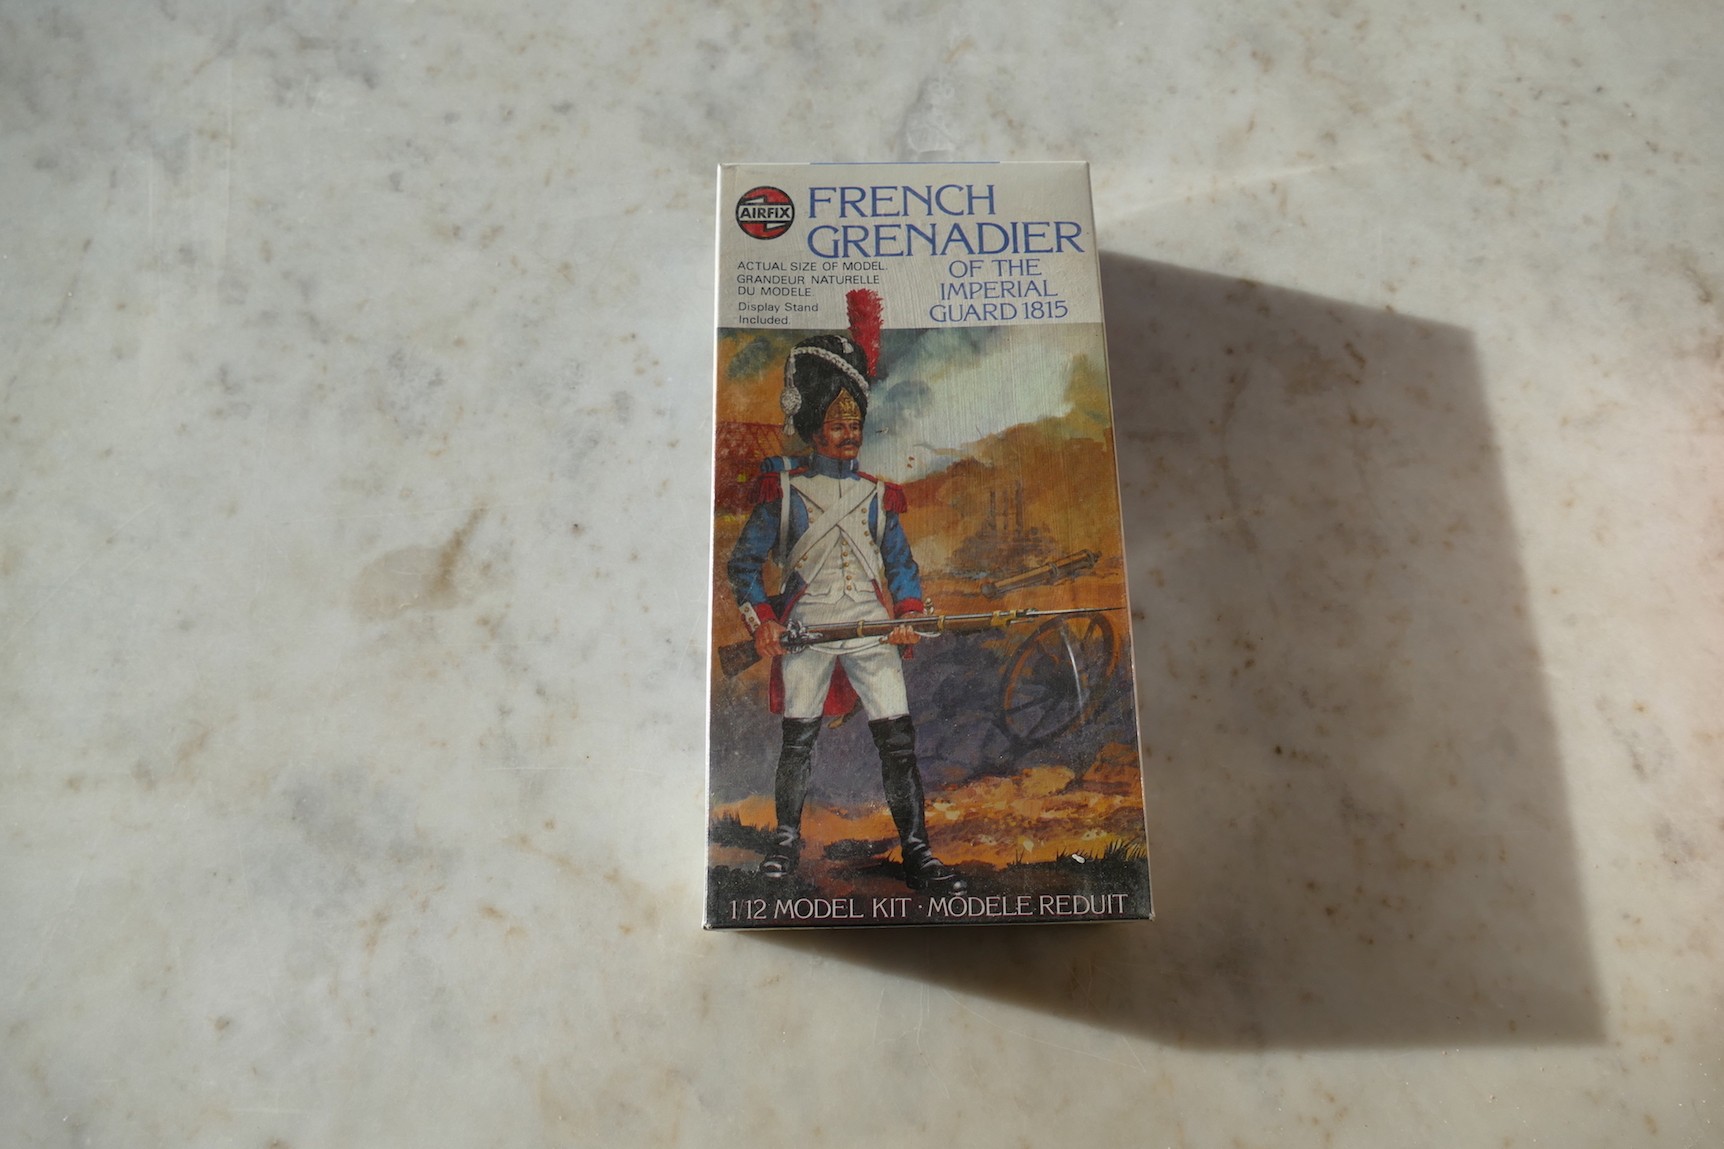 AIRFIX
FRENCH
GRENADIER
OF THE
IMPERIAL
GUARD 1815
ACTUAL SIZE OF MODEL.
GRANDEUR NATURELLE
DU MODELE.
Display Stand
Included.
1/12 MODEL KIT · MODELE REDUIT